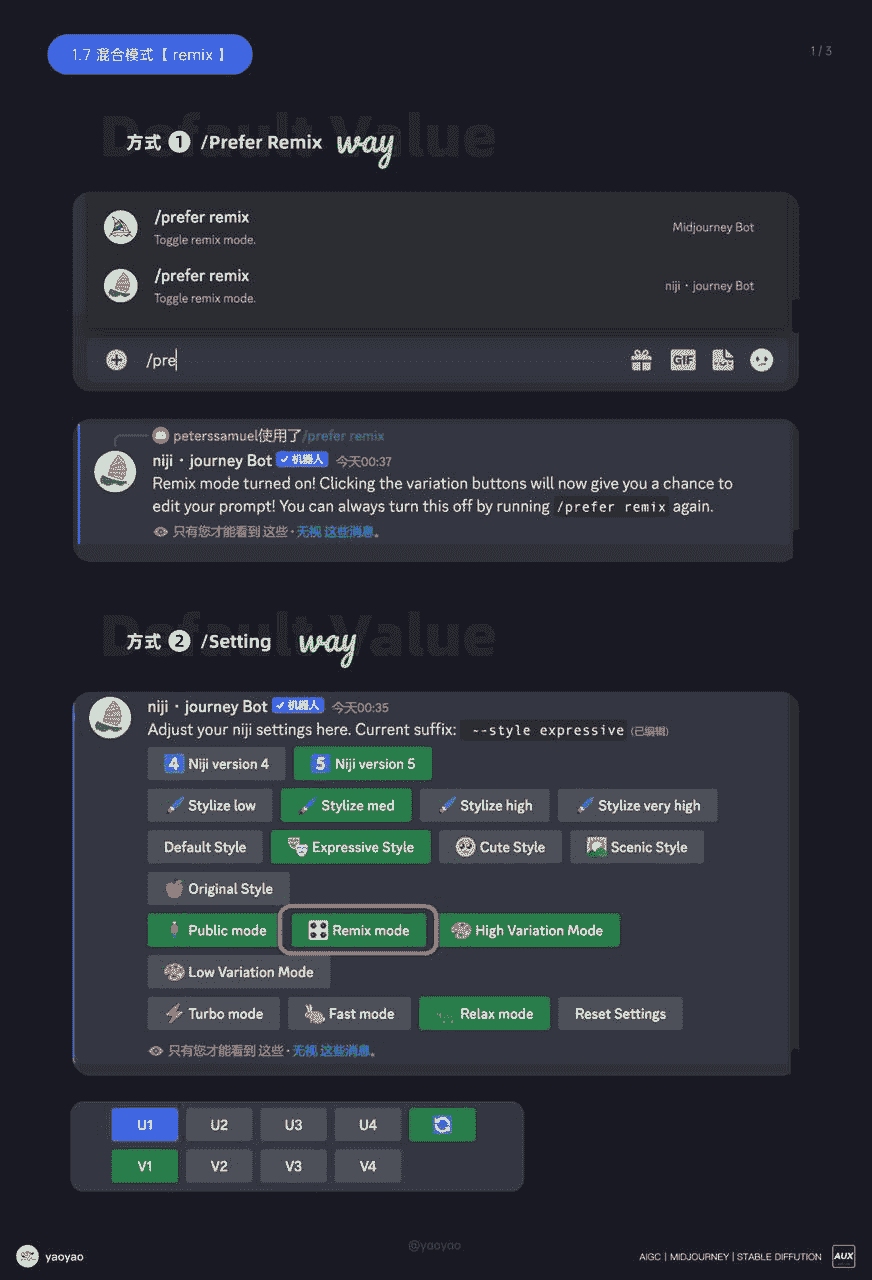 1.7 混合模式【 remix 】
1 / 3
Default Value
方式 1 /Prefer Remix way
/prefer remix
Toggle remix mode.
Midjourney Bot
/prefer remix
Toggle remix mode.
niji・journey Bot
/pre
GIF
peterssamuel使用了/prefer remix
niji・journey Bot ✓ 机器人 今天00:37
Remix mode turned on! Clicking the variation buttons will now give you a chance to
edit your prompt! You can always turn this off by running /prefer remix again.
只有您才能看到 这些 · 无视 这些消息。
Default Value
方式 2 /Setting way
niji・journey Bot ✓ 机器人 今天00:35
Adjust your niji settings here. Current suffix: --style expressive (已编辑)
4 Niji version 4 5 Niji version 5
Stylize low Stylize med Stylize high Stylize very high
Default Style Expressive Style Cute Style Scenic Style
Original Style
Public mode Remix mode High Variation Mode
Low Variation Mode
Turbo mode Fast mode Relax mode Reset Settings
只有您才能看到 这些 · 无视 这些消息。
U1 U2 U3 U4
V1 V2 V3 V4
@yaoyao
yaoyao
AIGC | MIDJOURNEY | STABLE DIFFUTION AUX